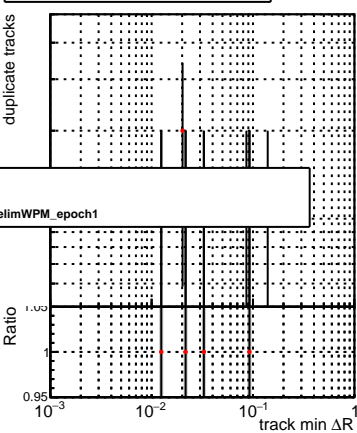 duplicate tracks
elimWPM_epoch1
Ratio
1.05
1
0.95
10⁻³ 10⁻² 10⁻¹ 1
track min ΔR